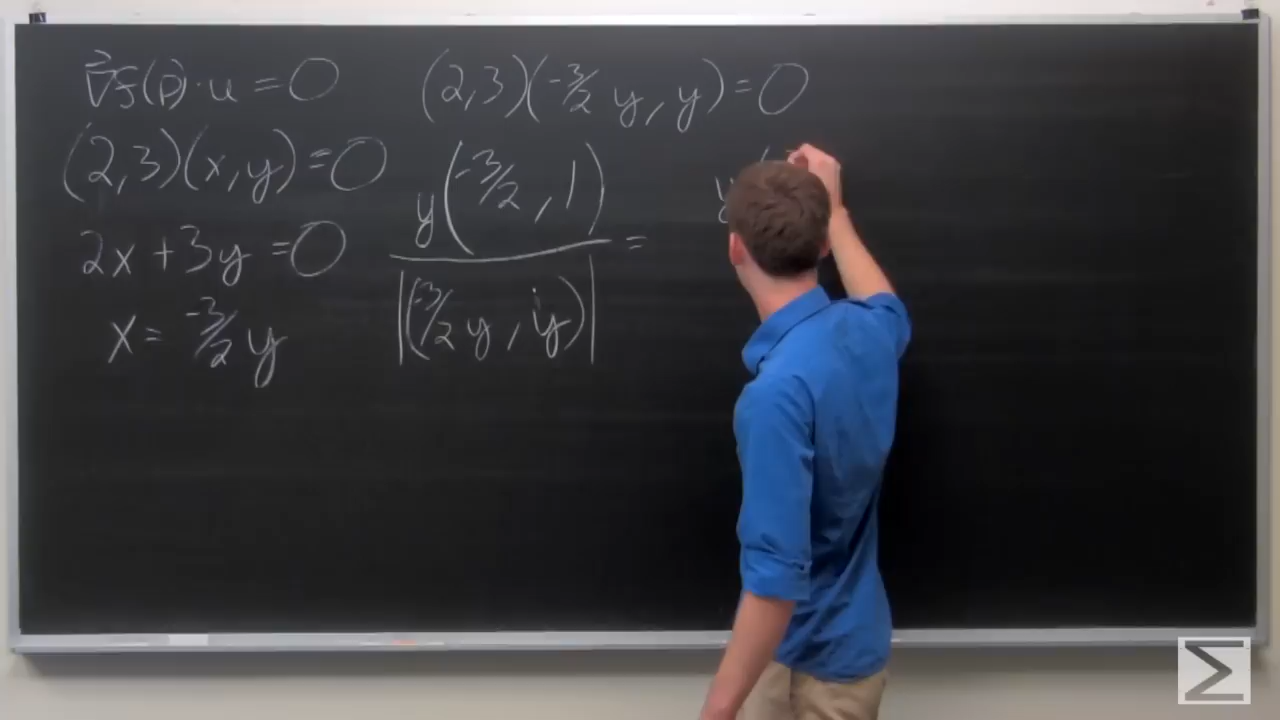 ∇f(p)·u = 0
(2,3)(x,y) = 0
2x + 3y = 0
x = -3/2 y
(2,3)(-3/2 y, y) = 0
y(-3/2, 1)
|(-3/2 y, y)|
=
y(
Σ